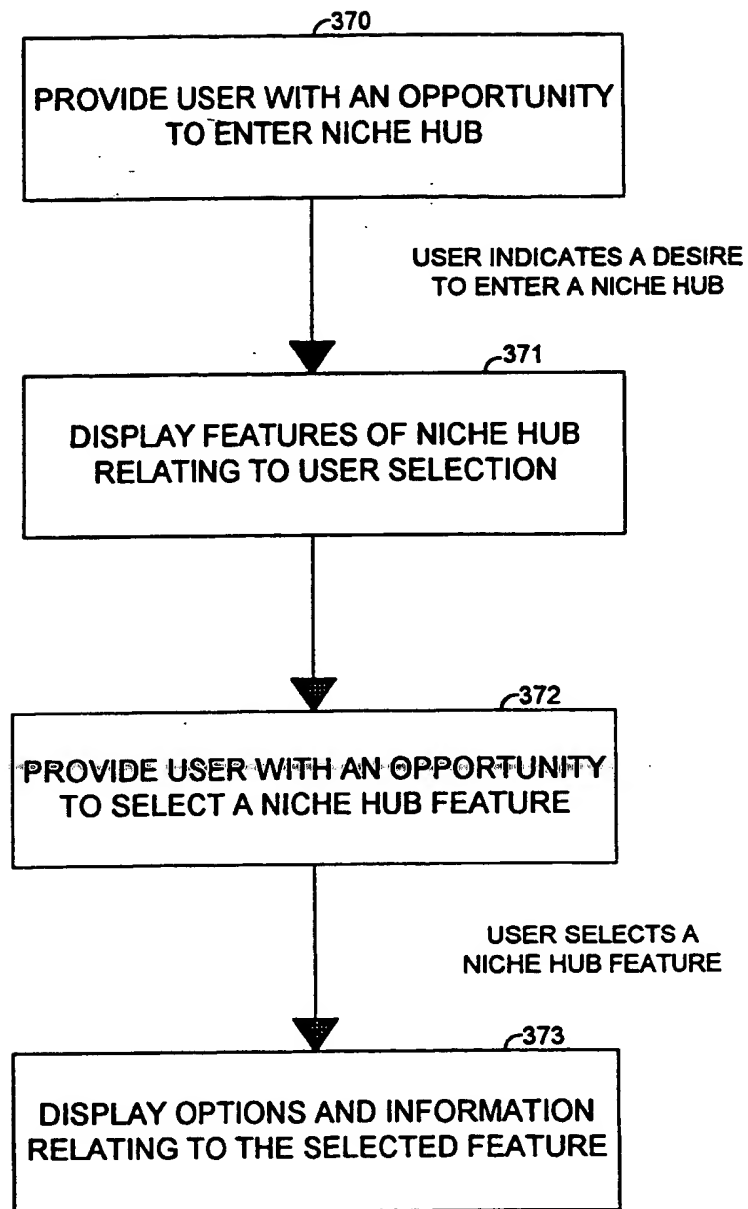 370
PROVIDE USER WITH AN OPPORTUNITY
TO ENTER NICHE HUB
USER INDICATES A DESIRE
TO ENTER A NICHE HUB
371
DISPLAY FEATURES OF NICHE HUB
RELATING TO USER SELECTION
372
PROVIDE USER WITH AN OPPORTUNITY
TO SELECT A NICHE HUB FEATURE
USER SELECTS A
NICHE HUB FEATURE
373
DISPLAY OPTIONS AND INFORMATION
RELATING TO THE SELECTED FEATURE